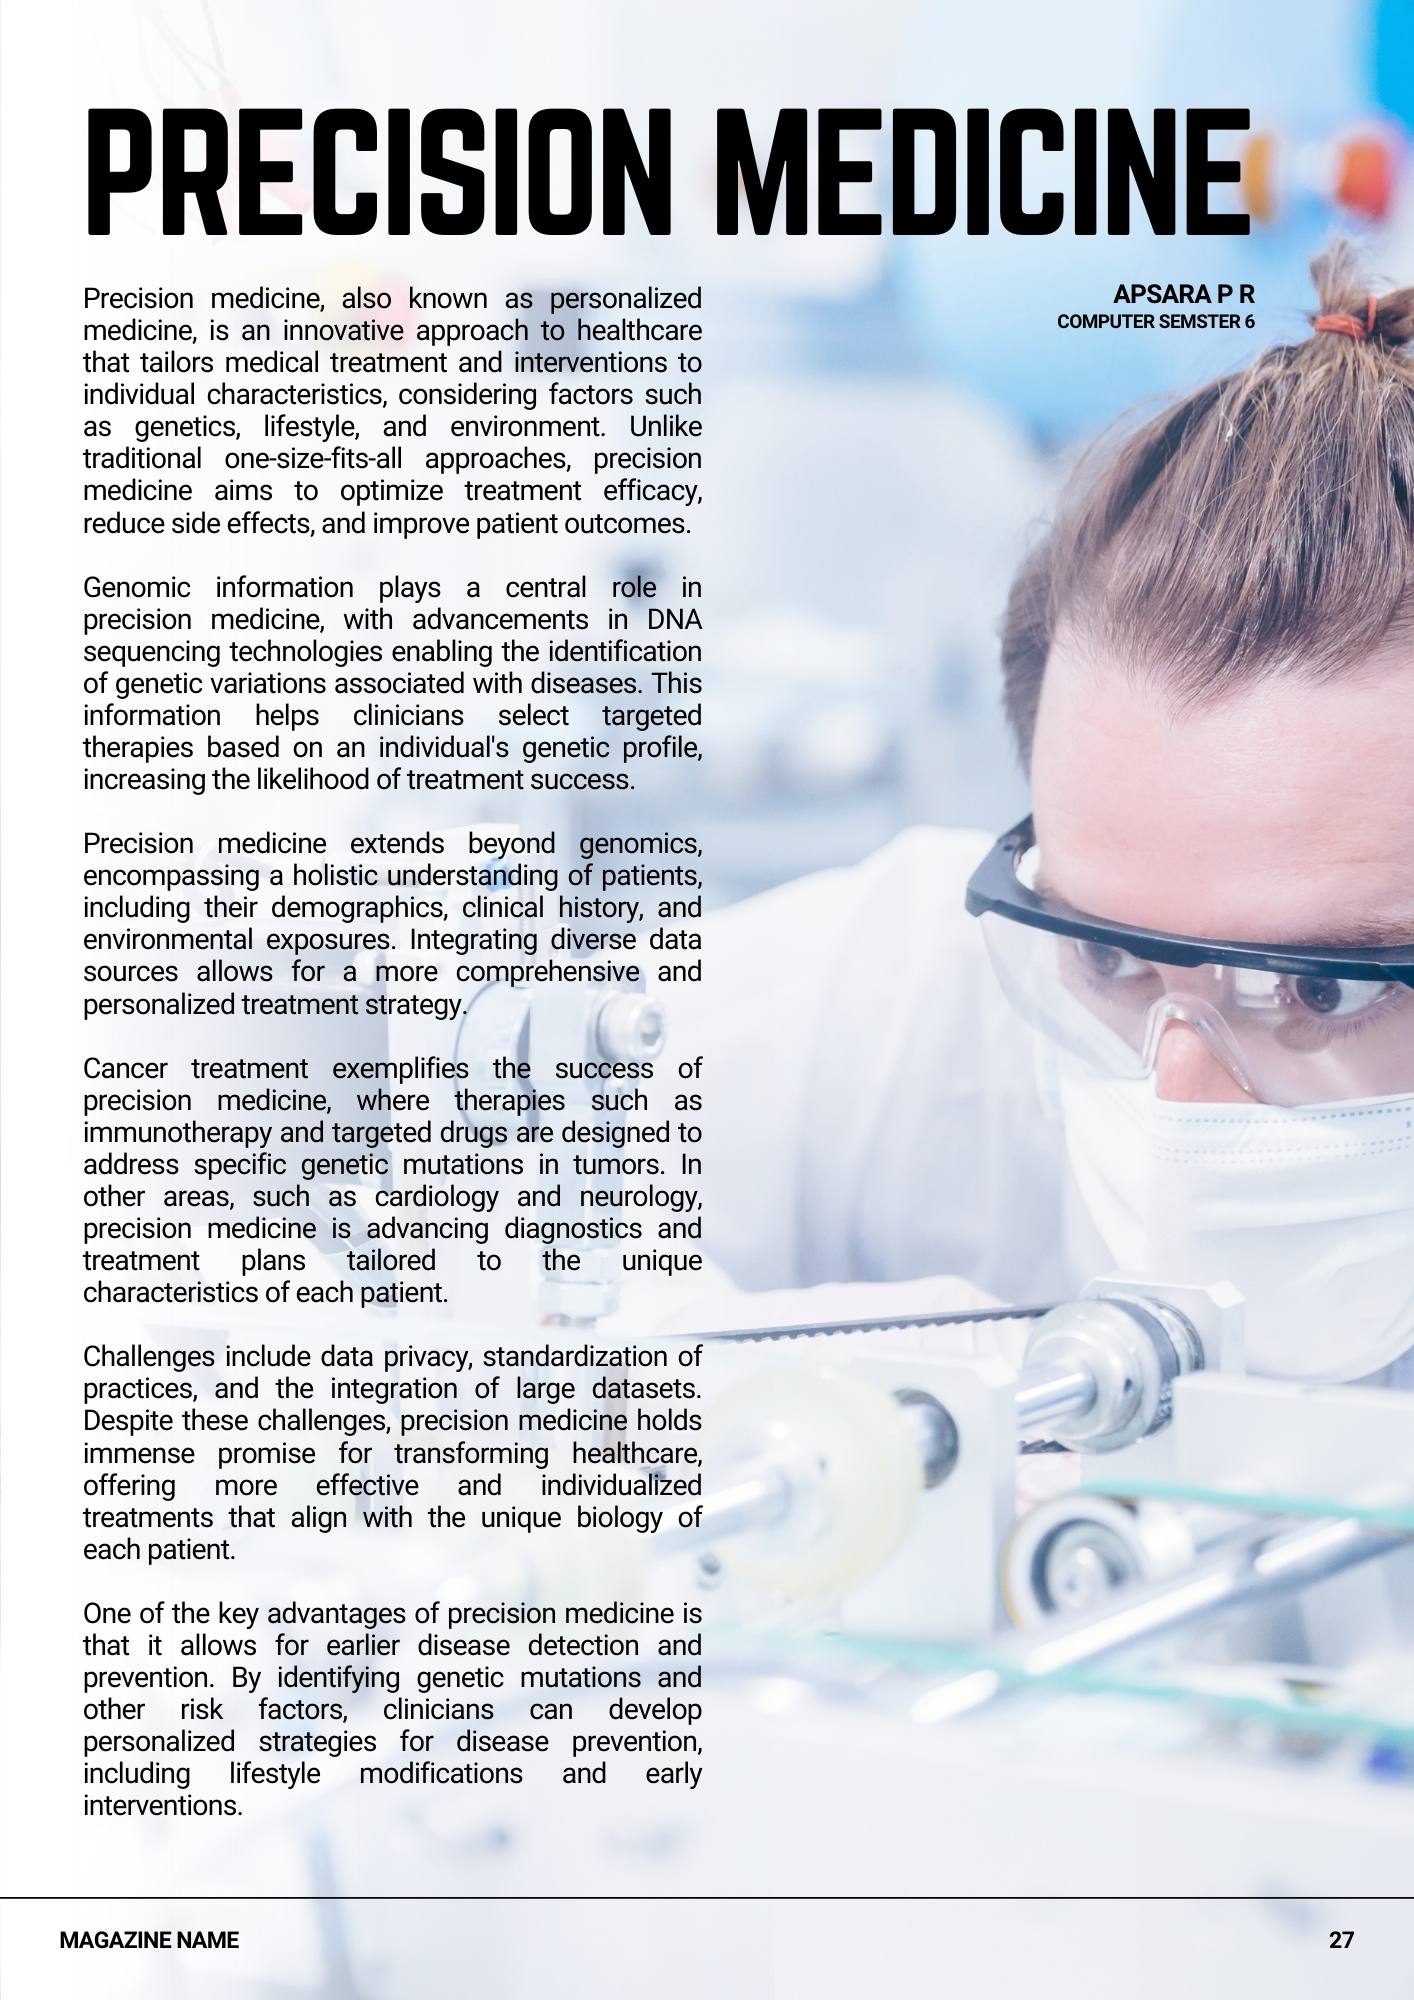 PRECISION MEDICINE
APSARA P R
COMPUTER SEMSTER 6
Precision medicine, also known as personalized
medicine, is an innovative approach to healthcare
that tailors medical treatment and interventions to
individual characteristics, considering factors such
as genetics, lifestyle, and environment. Unlike
traditional one-size-fits-all approaches, precision
medicine aims to optimize treatment efficacy,
reduce side effects, and improve patient outcomes.
Genomic information plays a central role in
precision medicine, with advancements in DNA
sequencing technologies enabling the identification
of genetic variations associated with diseases. This
information helps clinicians select targeted
therapies based on an individual's genetic profile,
increasing the likelihood of treatment success.
Precision medicine extends beyond genomics,
encompassing a holistic understanding of patients,
including their demographics, clinical history, and
environmental exposures. Integrating diverse data
sources allows for a more comprehensive and
personalized treatment strategy.
Cancer treatment exemplifies the success of
precision medicine, where therapies such as
immunotherapy and targeted drugs are designed to
address specific genetic mutations in tumors. In
other areas, such as cardiology and neurology,
precision medicine is advancing diagnostics and
treatment plans tailored to the unique
characteristics of each patient.
Challenges include data privacy, standardization of
practices, and the integration of large datasets.
Despite these challenges, precision medicine holds
immense promise for transforming healthcare,
offering more effective and individualized
treatments that align with the unique biology of
each patient.
One of the key advantages of precision medicine is
that it allows for earlier disease detection and
prevention. By identifying genetic mutations and
other risk factors, clinicians can develop
personalized strategies for disease prevention,
including lifestyle modifications and early
interventions.
MAGAZINE NAME
27